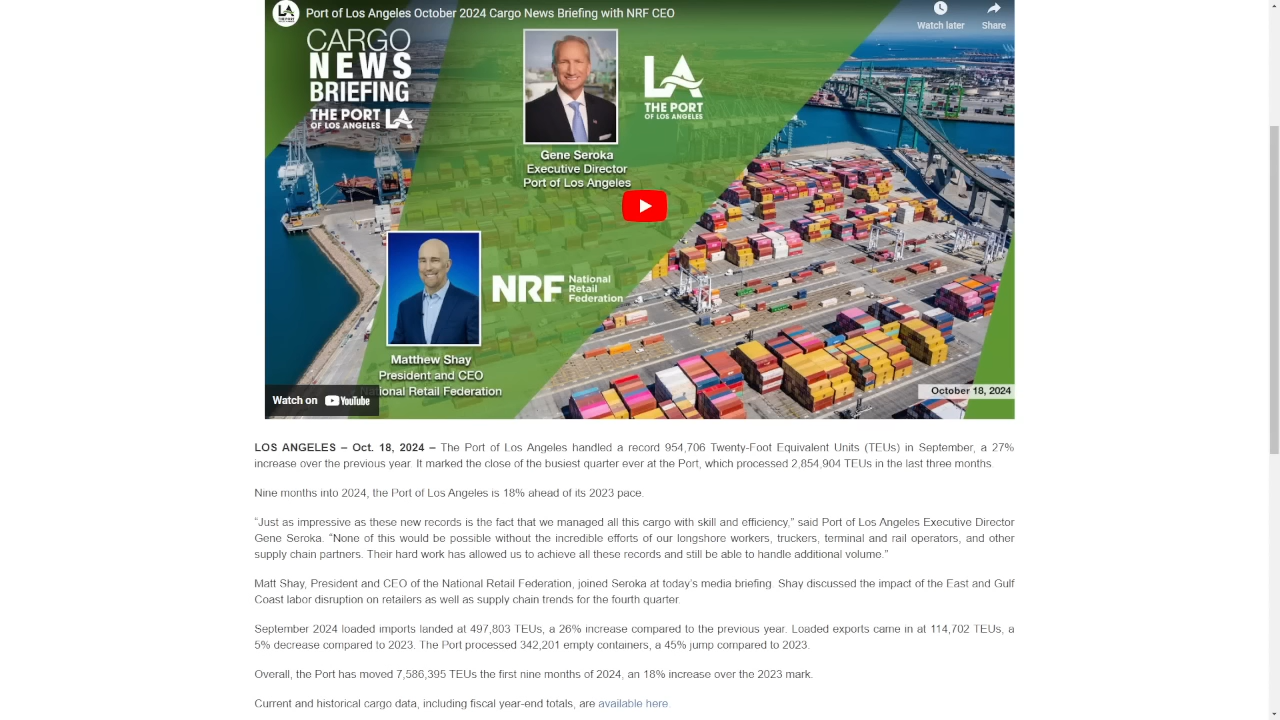 Port of Los Angeles October 2024 Cargo News Briefing with NRF CEO
Watch later
Share
CARGO
NEWS
BRIEFING
THE PORT
OF LOS ANGELES
LA
LA
THE PORT
OF LOS ANGELES
Gene Seroka
Executive Director
Port of Los Angeles
NRF
National
Retail
Federation
Matthew Shay
President and CEO
National Retail Federation
Watch on YouTube
October 18, 2024
LOS ANGELES – Oct. 18, 2024 – The Port of Los Angeles handled a record 954,706 Twenty-Foot Equivalent Units (TEUs) in September, a 27%
increase over the previous year. It marked the close of the busiest quarter ever at the Port, which processed 2,854,904 TEUs in the last three months.
Nine months into 2024, the Port of Los Angeles is 18% ahead of its 2023 pace.
“Just as impressive as these new records is the fact that we managed all this cargo with skill and efficiency,” said Port of Los Angeles Executive Director
Gene Seroka. “None of this would be possible without the incredible efforts of our longshore workers, truckers, terminal and rail operators, and other
supply chain partners. Their hard work has allowed us to achieve all these records and still be able to handle additional volume.”
Matt Shay, President and CEO of the National Retail Federation, joined Seroka at today’s media briefing. Shay discussed the impact of the East and Gulf
Coast labor disruption on retailers as well as supply chain trends for the fourth quarter.
September 2024 loaded imports landed at 497,803 TEUs, a 26% increase compared to the previous year. Loaded exports came in at 114,702 TEUs, a
5% decrease compared to 2023. The Port processed 342,201 empty containers, a 45% jump compared to 2023.
Overall, the Port has moved 7,586,395 TEUs the first nine months of 2024, an 18% increase over the 2023 mark.
Current and historical cargo data, including fiscal year-end totals, are available here.